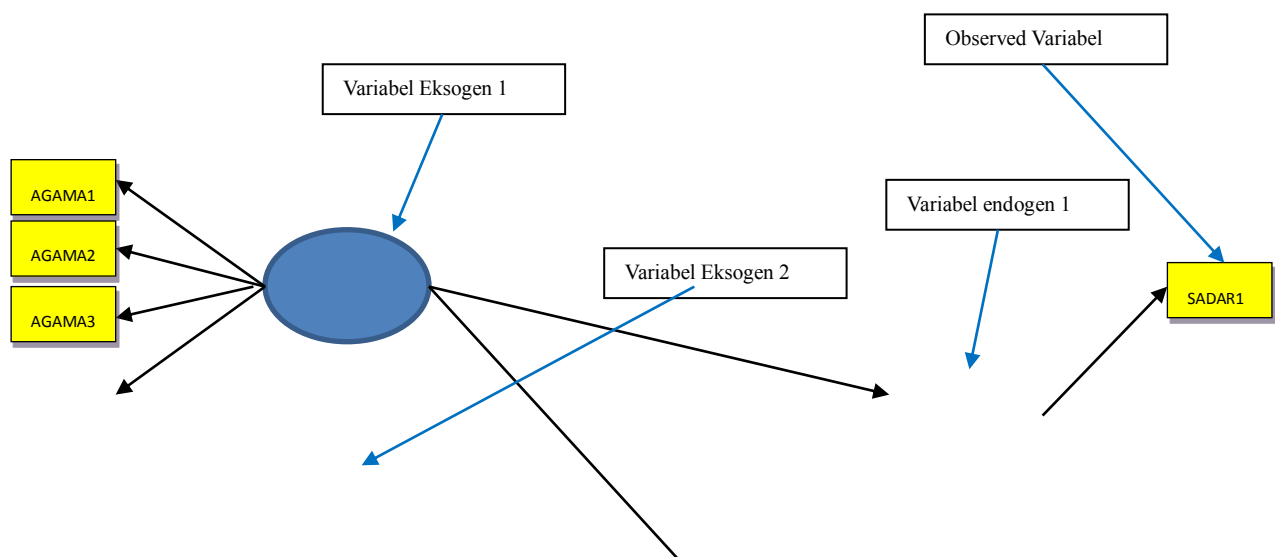 Observed Variabel
Variabel Eksogen 1
AGAMA1
Variabel endogen 1
AGAMA2
Variabel Eksogen 2
SADAR1
AGAMA3